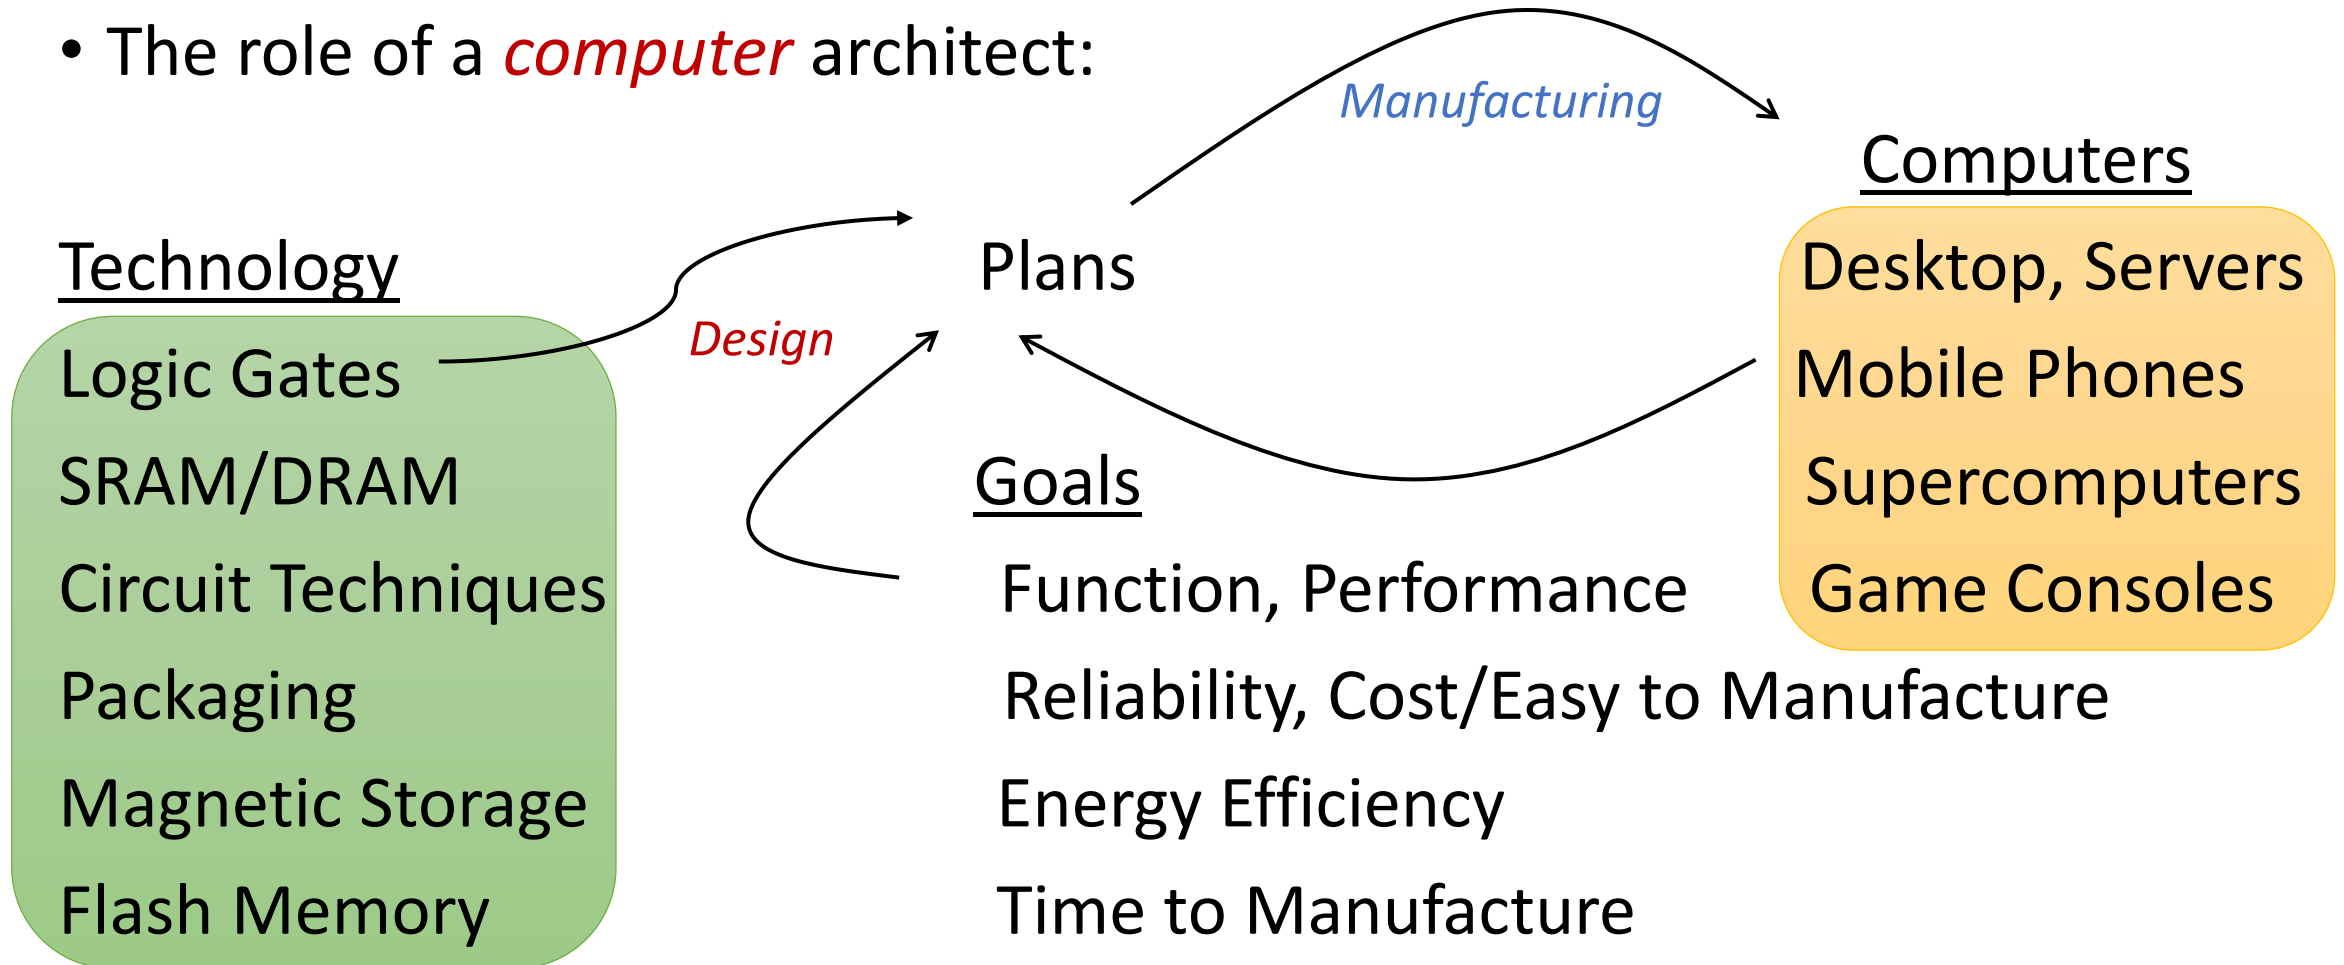 • The role of a computer architect:
Manufacturing
Computers
Technology
Plans
Desktop, Servers
Design
Logic Gates
Mobile Phones
SRAM/DRAM
Goals
Supercomputers
Circuit Techniques
Function, Performance
Game Consoles
Packaging
Reliability, Cost/Easy to Manufacture
Magnetic Storage
Energy Efficiency
Flash Memory
Time to Manufacture